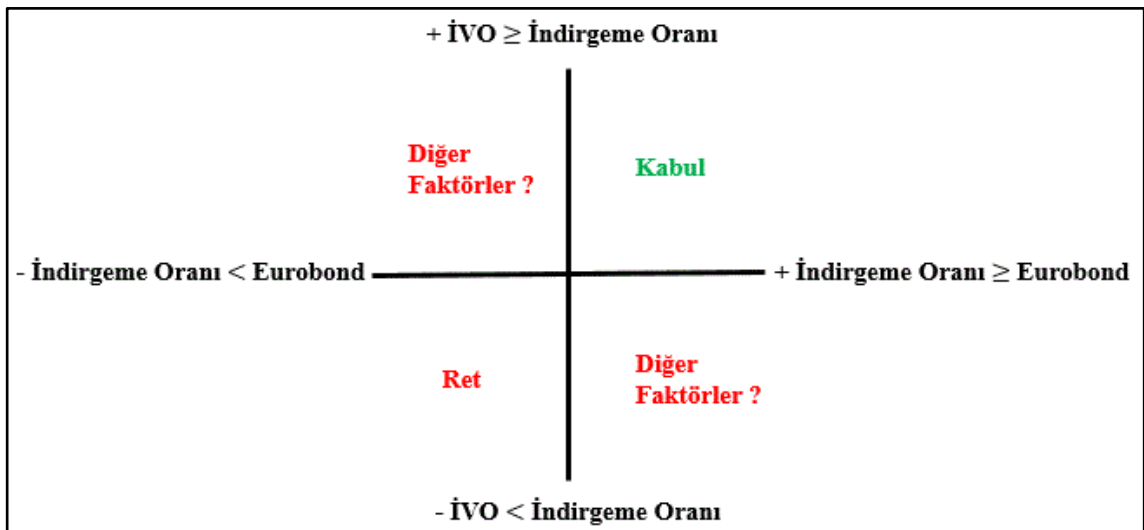 + İVO ≥ İndirgeme Oranı
Diğer
Faktörler ?
Kabul
- İndirgeme Oranı < Eurobond
+ İndirgeme Oranı ≥ Eurobond
Ret
Diğer
Faktörler ?
- İVO < İndirgeme Oranı